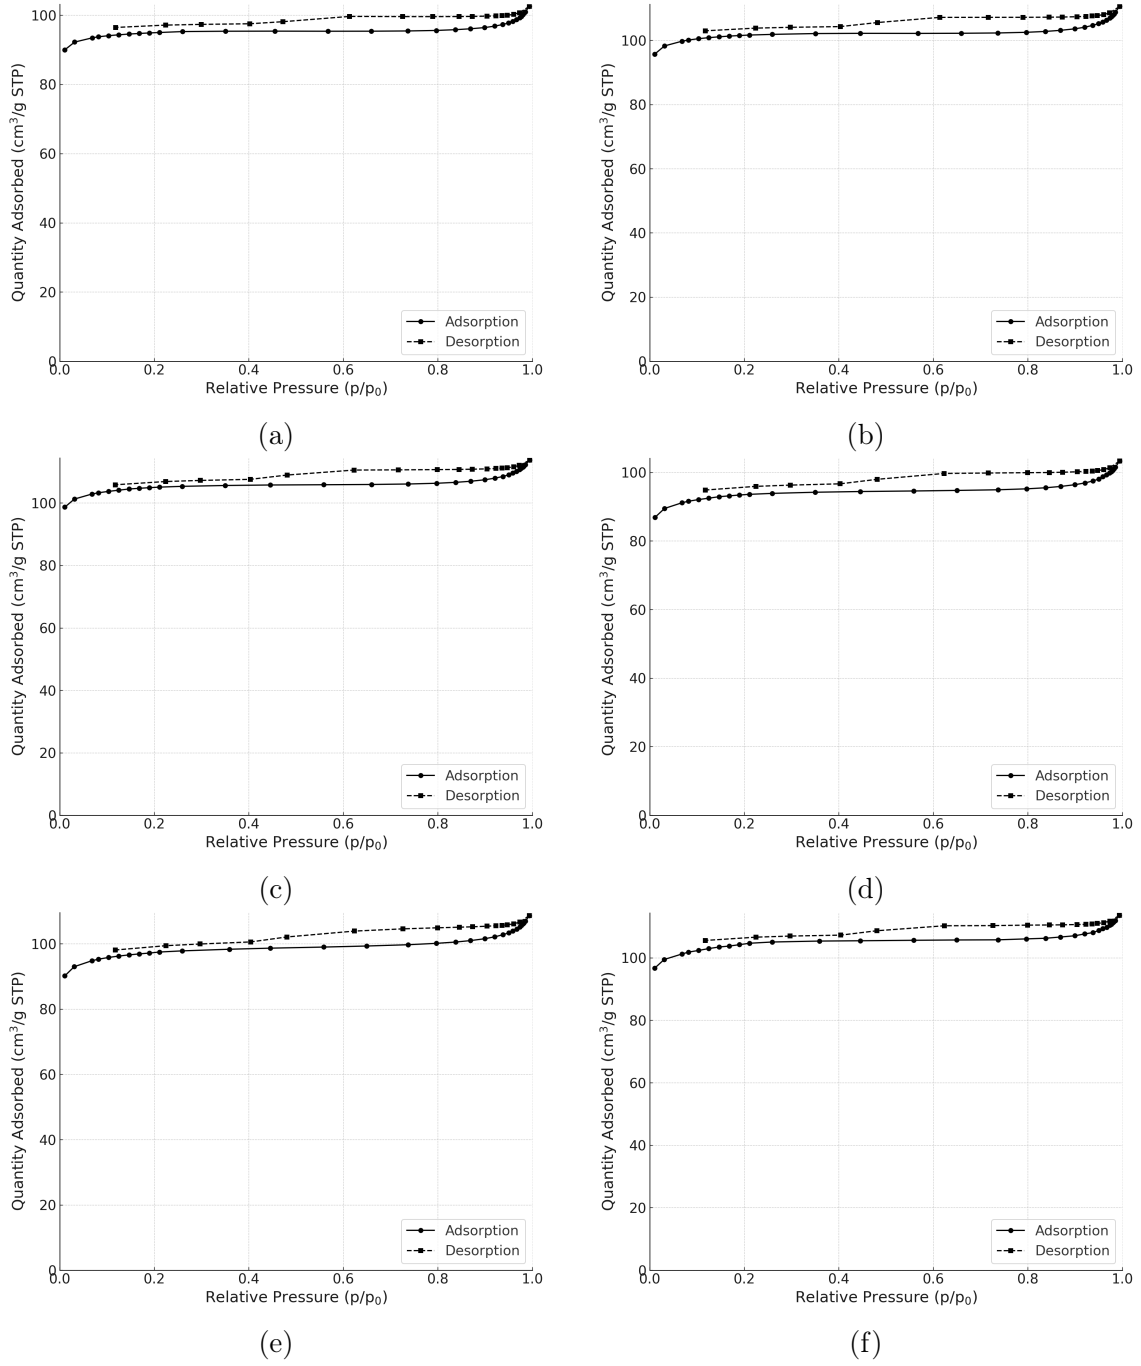 100
80
60
40
20
0
0.0 0.2 0.4 0.6 0.8 1.0
Quantity Adsorbed (cm³/g STP)
Relative Pressure (p/p₀)
Adsorption
Desorption
(a)
100
80
60
40
20
0
0.0 0.2 0.4 0.6 0.8 1.0
Quantity Adsorbed (cm³/g STP)
Relative Pressure (p/p₀)
Adsorption
Desorption
(b)
100
80
60
40
20
0
0.0 0.2 0.4 0.6 0.8 1.0
Quantity Adsorbed (cm³/g STP)
Relative Pressure (p/p₀)
Adsorption
Desorption
(c)
100
80
60
40
20
0
0.0 0.2 0.4 0.6 0.8 1.0
Quantity Adsorbed (cm³/g STP)
Relative Pressure (p/p₀)
Adsorption
Desorption
(d)
100
80
60
40
20
0
0.0 0.2 0.4 0.6 0.8 1.0
Quantity Adsorbed (cm³/g STP)
Relative Pressure (p/p₀)
Adsorption
Desorption
(e)
100
80
60
40
20
0
0.0 0.2 0.4 0.6 0.8 1.0
Quantity Adsorbed (cm³/g STP)
Relative Pressure (p/p₀)
Adsorption
Desorption
(f)